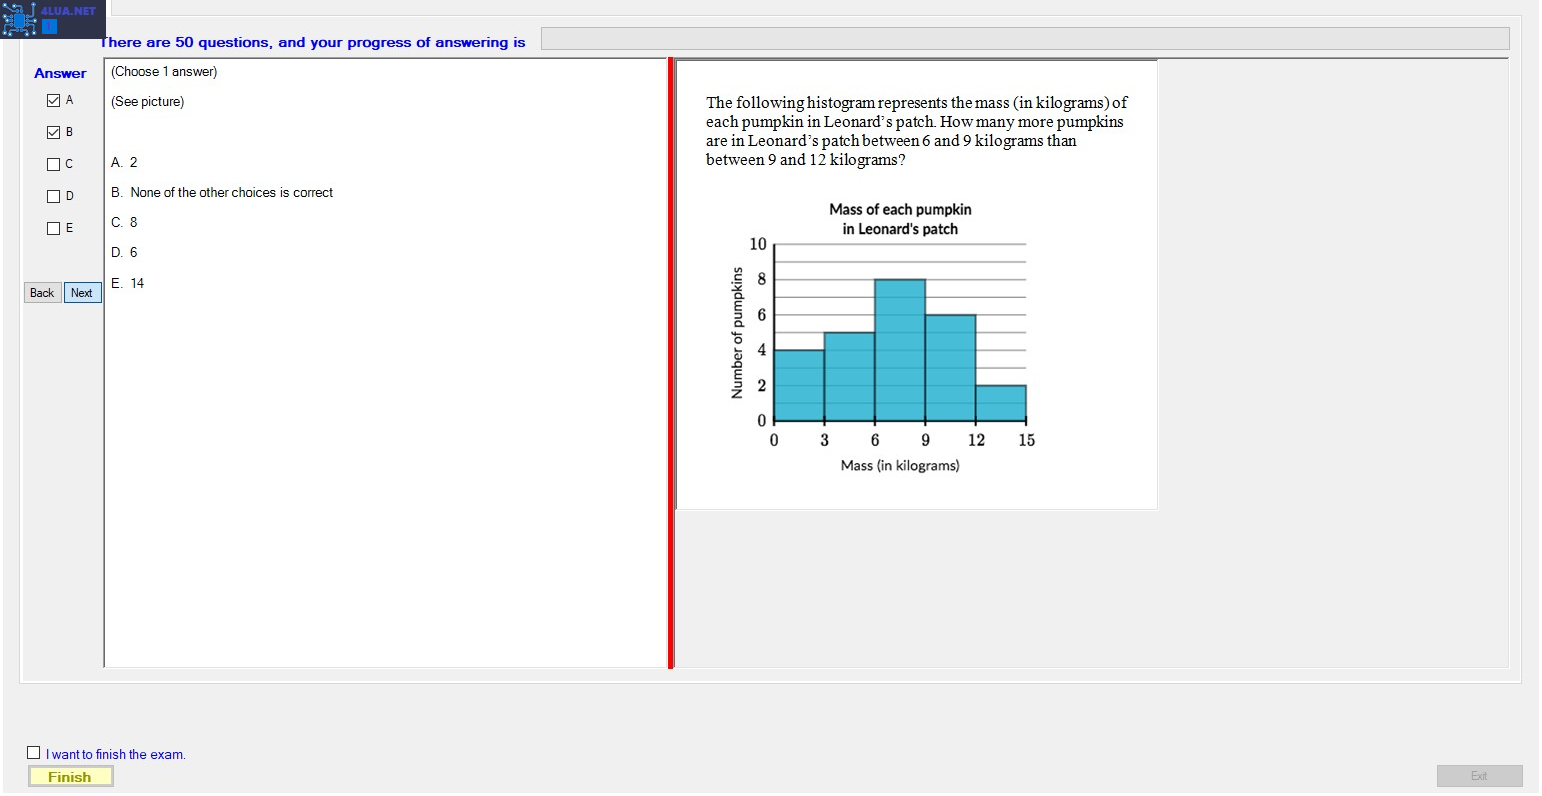 4LUA.NET
There are 50 questions, and your progress of answering is
Answer
A
B
C
D
E
Back Next
(Choose 1 answer)
(See picture)
A. 2
B. None of the other choices is correct
C. 8
D. 6
E. 14
The following histogram represents the mass (in kilograms) of
each pumpkin in Leonard's patch. How many more pumpkins
are in Leonard's patch between 6 and 9 kilograms than
between 9 and 12 kilograms?
Mass of each pumpkin
in Leonard's patch
Number of pumpkins
10
8
6
4
2
0
0 3 6 9 12 15
Mass (in kilograms)
I want to finish the exam.
Finish
Exit